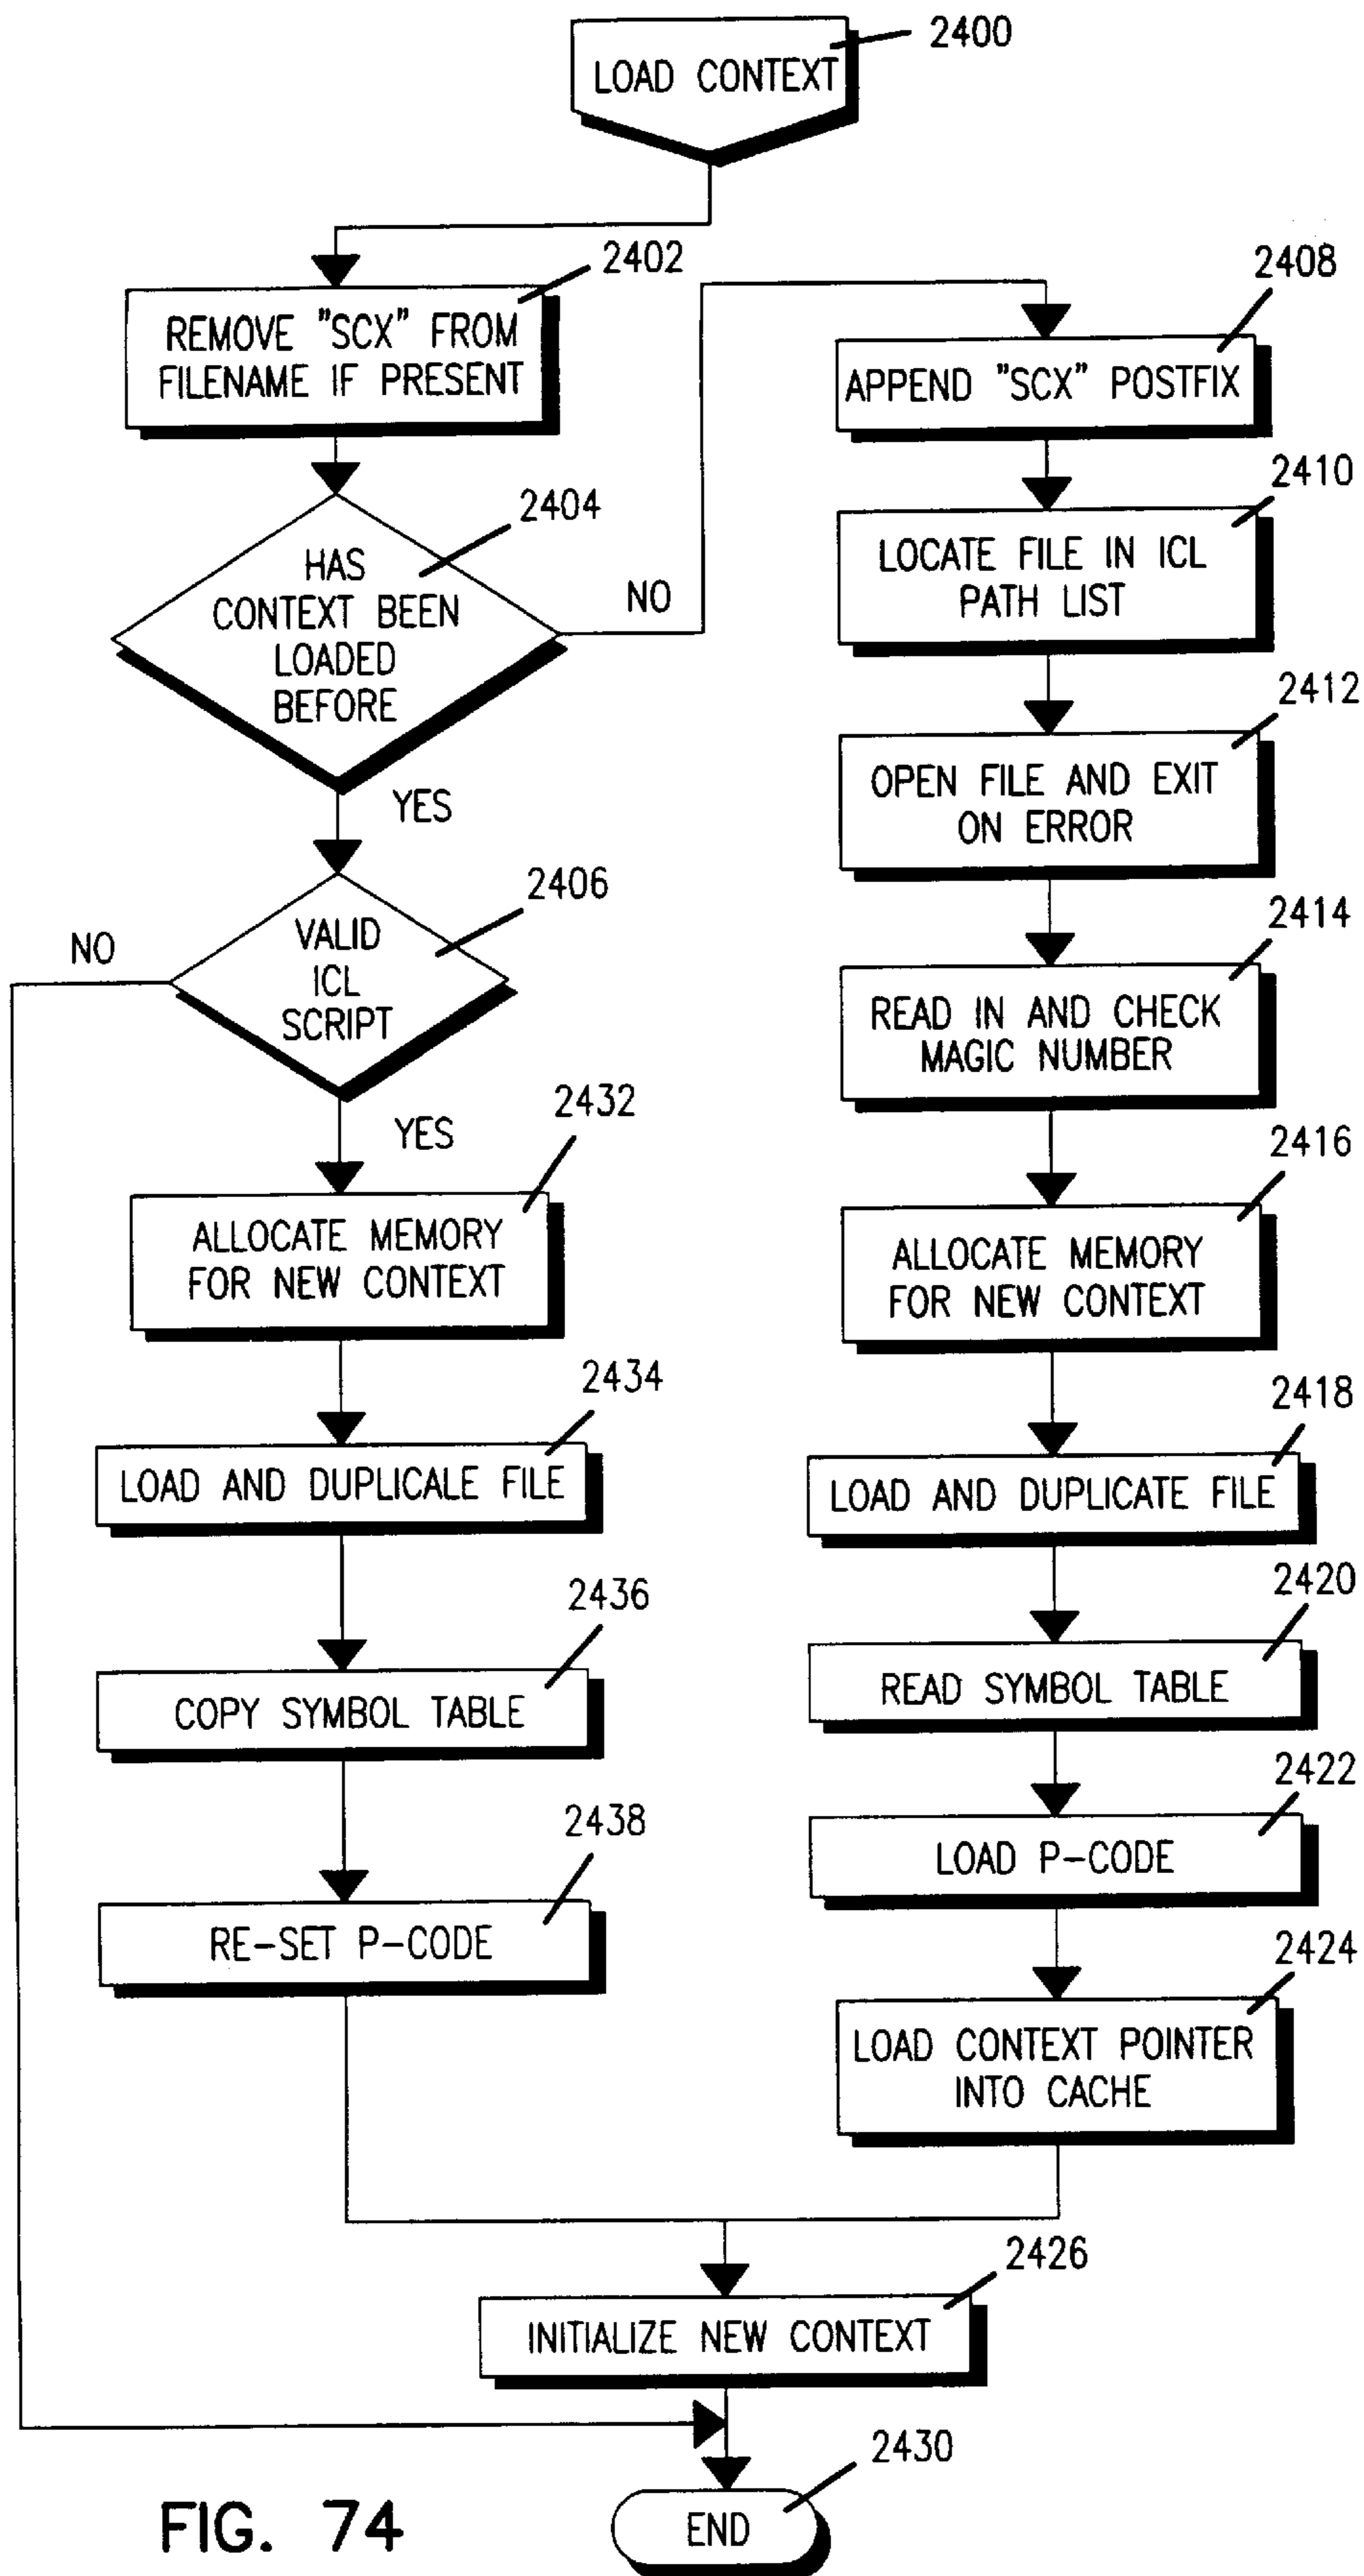 2400
LOAD CONTEXT
2402
REMOVE "SCX" FROM
FILENAME IF PRESENT
2404
HAS
CONTEXT BEEN
LOADED
BEFORE
NO
YES
2406
VALID
ICL
SCRIPT
NO
YES
2432
ALLOCATE MEMORY
FOR NEW CONTEXT
2434
LOAD AND DUPLICALE FILE
2436
COPY SYMBOL TABLE
2438
RE-SET P-CODE
2408
APPEND "SCX" POSTFIX
2410
LOCATE FILE IN ICL
PATH LIST
2412
OPEN FILE AND EXIT
ON ERROR
2414
READ IN AND CHECK
MAGIC NUMBER
2416
ALLOCATE MEMORY
FOR NEW CONTEXT
2418
LOAD AND DUPLICATE FILE
2420
READ SYMBOL TABLE
2422
LOAD P-CODE
2424
LOAD CONTEXT POINTER
INTO CACHE
2426
INITIALIZE NEW CONTEXT
2430
END
FIG. 74